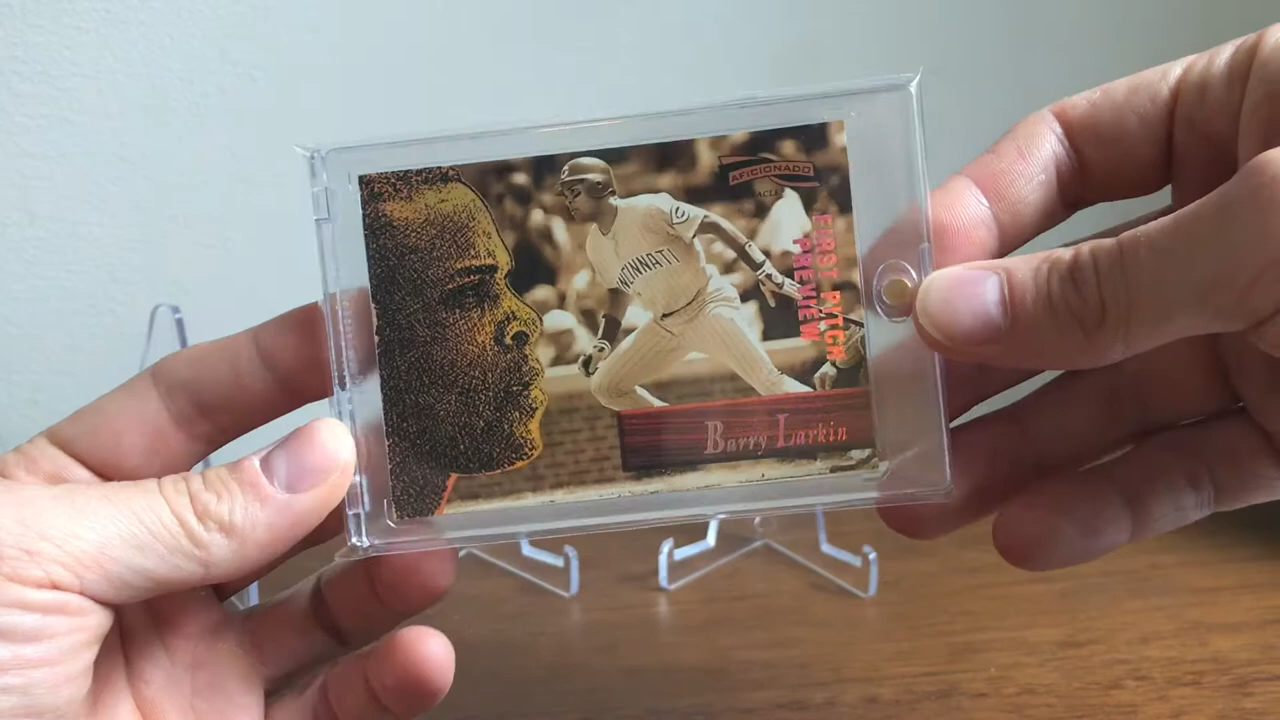 AFICIONADO
FIRST PITCH
PREVIEW
CINCINNATI
Barry Larkin